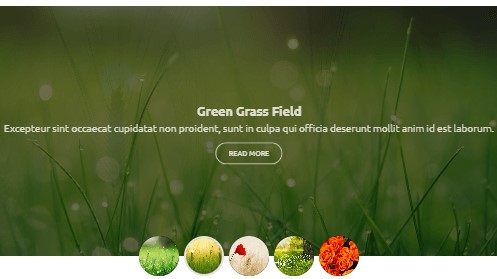 Green Grass Field
Excepteur sint occaecat cupidatat non proident, sunt in culpa qui officia deserunt mollit anim id est laborum.
READ MORE